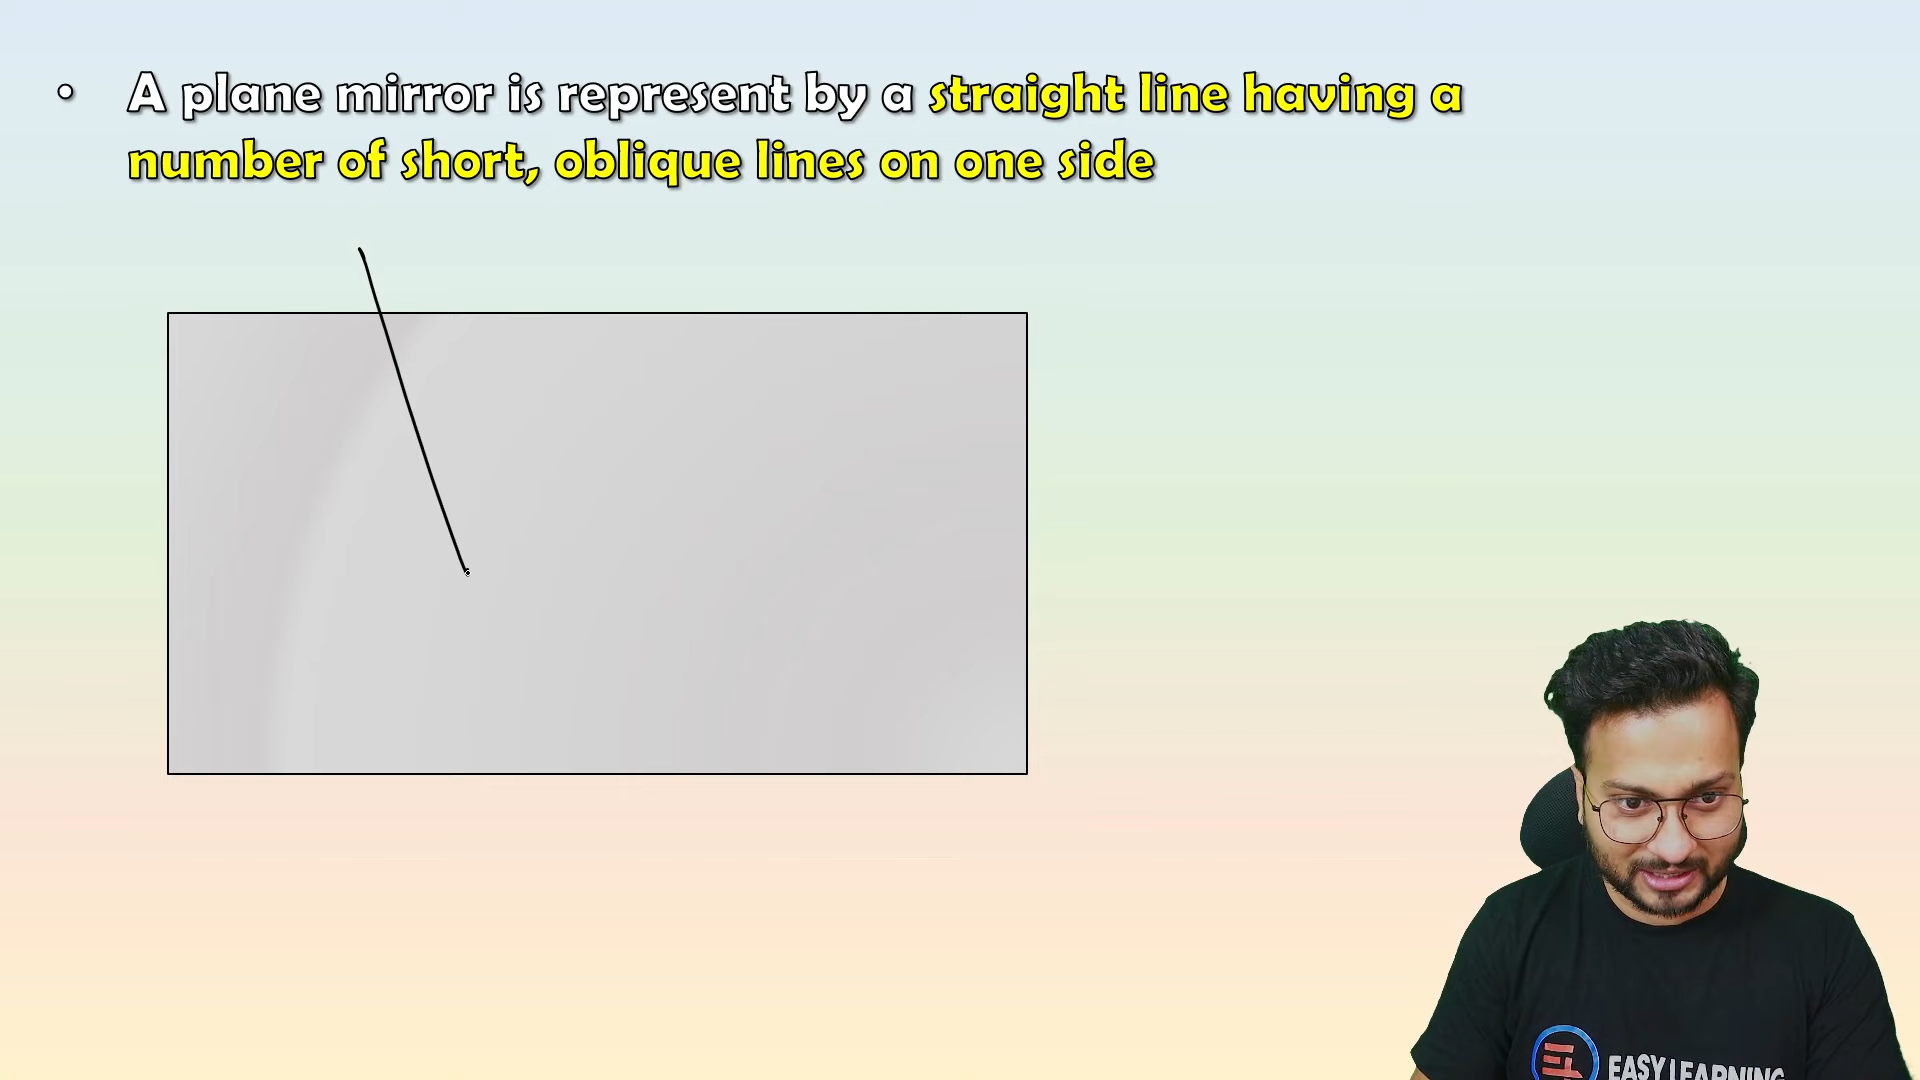 • A plane mirror is represent by a straight line having a
number of short, oblique lines on one side
EASY LEARNING